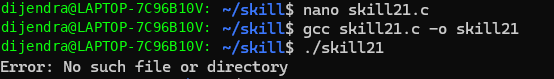 dijendra@LAPTOP-7C96B10V: ~/skill$ nano skill21.c
dijendra@LAPTOP-7C96B10V: ~/skill$ gcc skill21.c -o skill21
dijendra@LAPTOP-7C96B10V: ~/skill$ ./skill21
Error: No such file or directory